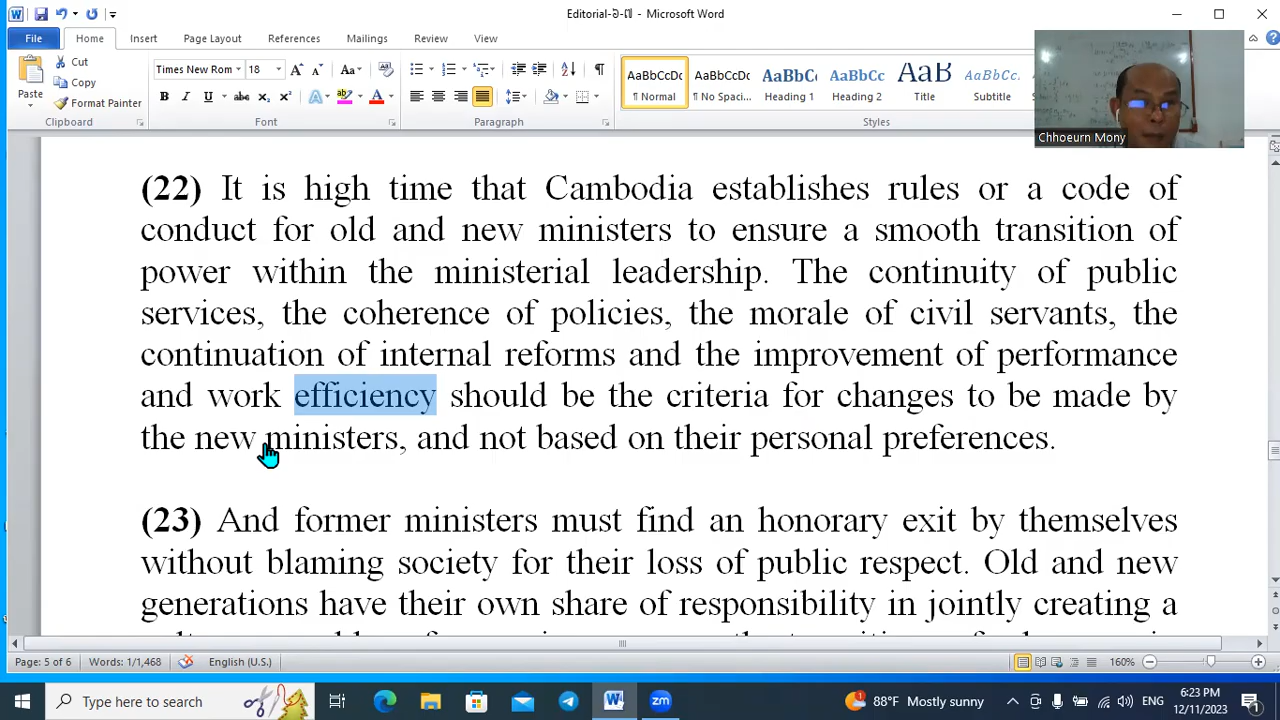 Editorial-ង-៧ - Microsoft Word
File Home Insert Page Layout References Mailings Review View
Paste Cut Copy Format Painter
Clipboard
Times New Rom 18
Font
Paragraph
AaBbCcDc AaBbCcDc AaBbC AaBbCc AaB AaBbCcL
¶ Normal ¶ No Spaci... Heading 1 Heading 2 Title Subtitle
Styles
Chhoeurn Mony
(22) It is high time that Cambodia establishes rules or a code of
conduct for old and new ministers to ensure a smooth transition of
power within the ministerial leadership. The continuity of public
services, the coherence of policies, the morale of civil servants, the
continuation of internal reforms and the improvement of performance
and work efficiency should be the criteria for changes to be made by
the new ministers, and not based on their personal preferences.
(23) And former ministers must find an honorary exit by themselves
without blaming society for their loss of public respect. Old and new
generations have their own share of responsibility in jointly creating a
Page: 5 of 6 Words: 1/1,468 English (U.S.) 160%
Type here to search 88°F Mostly sunny 6:23 PM
12/11/2023